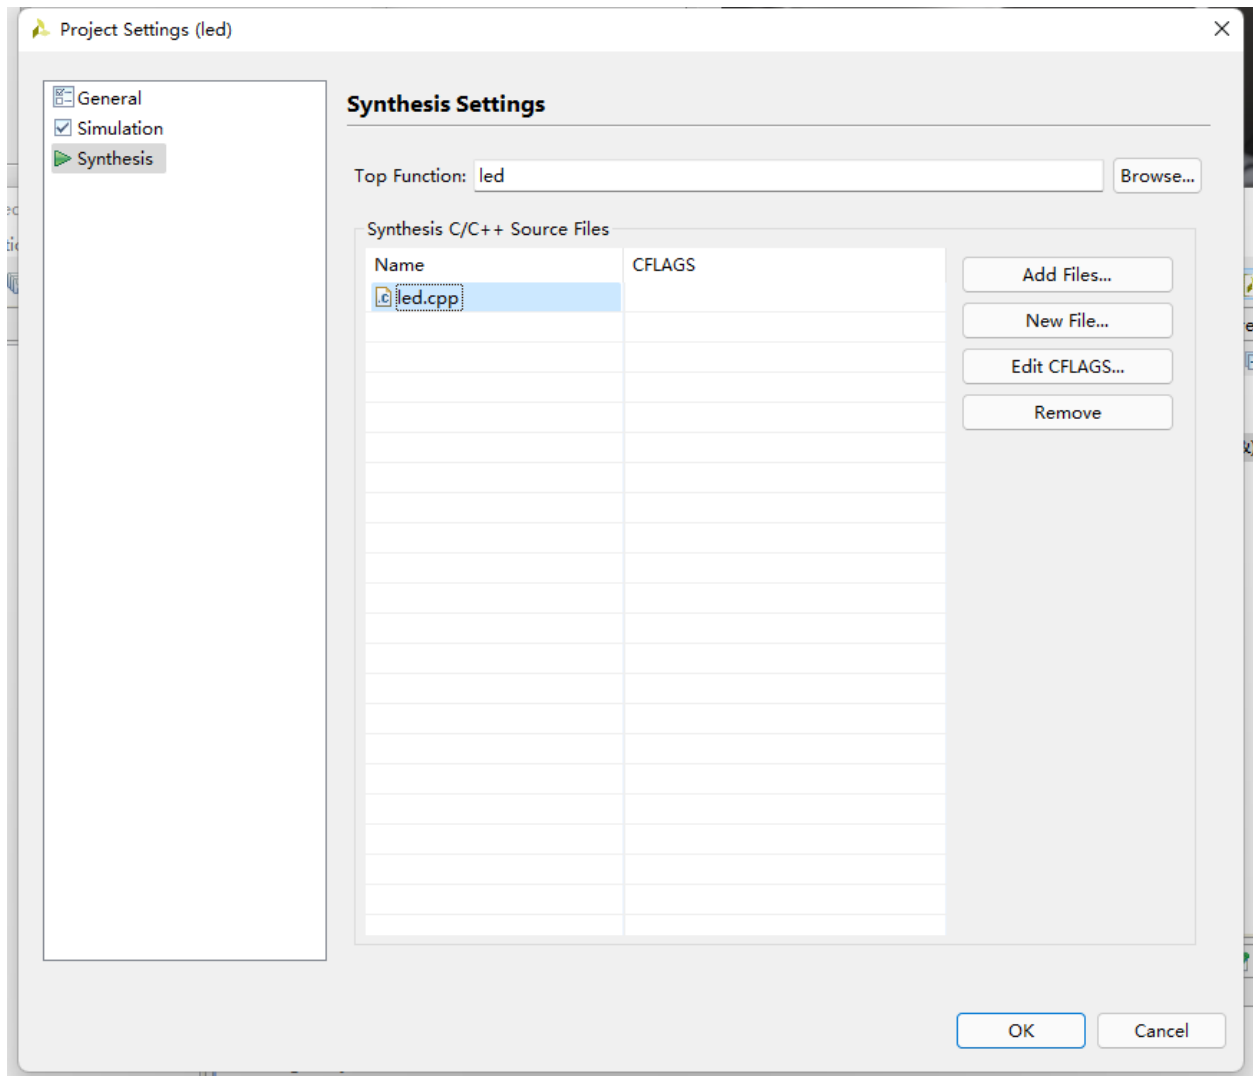 Project Settings (led)
General
Simulation
Synthesis
Synthesis Settings
Top Function: led Browse...
Synthesis C/C++ Source Files
Name CFLAGS
led.cpp
Add Files...
New File...
Edit CFLAGS...
Remove
OK Cancel